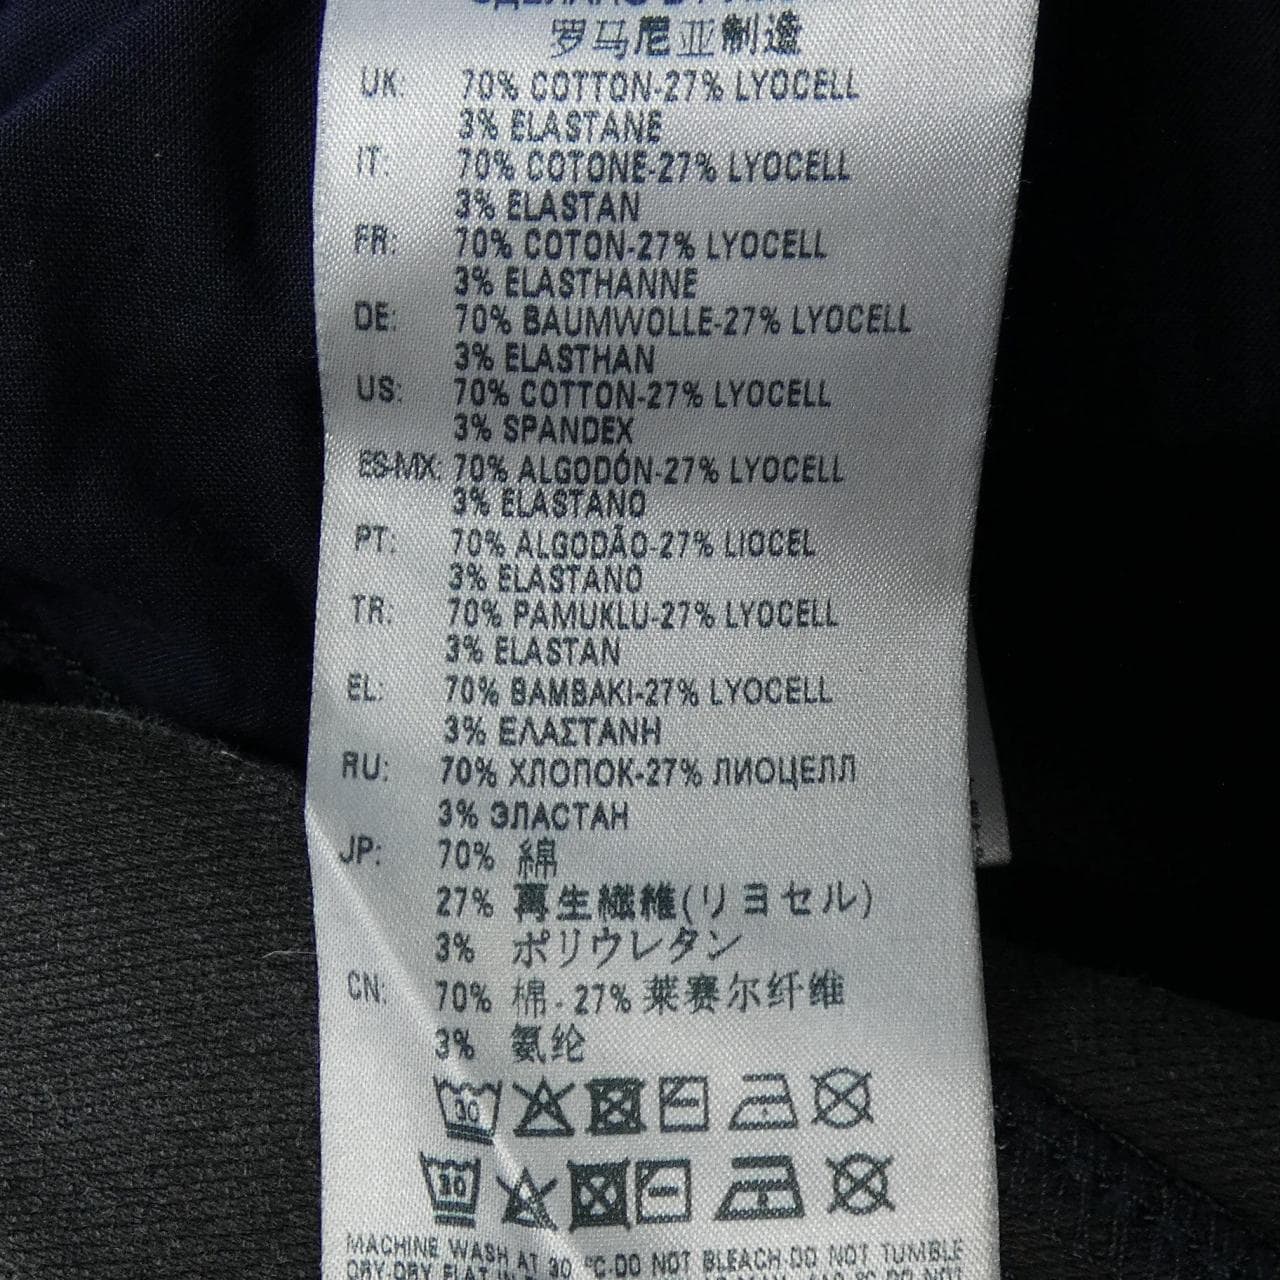 罗马尼亚制造
UK: 70% COTTON-27% LYOCELL
3% ELASTANE
IT: 70% COTONE-27% LYOCELL
3% ELASTAN
FR: 70% COTON-27% LYOCELL
3% ELASTHANNE
DE: 70% BAUMWOLLE-27% LYOCELL
3% ELASTHAN
US: 70% COTTON-27% LYOCELL
3% SPANDEX
ES-MX: 70% ALGODÓN-27% LYOCELL
3% ELASTANO
PT: 70% ALGODÃO-27% LIOCEL
3% ELASTANO
TR: 70% PAMUKLU-27% LYOCELL
3% ELASTAN
EL: 70% BAMBAKI-27% LYOCELL
3% ΕΛΑΣΤΑΝΗ
RU: 70% ХЛОПОК-27% ЛИОЦЕЛЛ
3% ЭЛАСТАН
JP: 70% 綿
27% 再生繊維(リヨセル)
3% ポリウレタン
CN: 70% 棉-27% 莱赛尔纤维
3% 氨纶
30
30
MACHINE WASH AT 30 °C-DO NOT BLEACH-DO NOT TUMBLE
DRY-DRY FLAT IN DO NOT